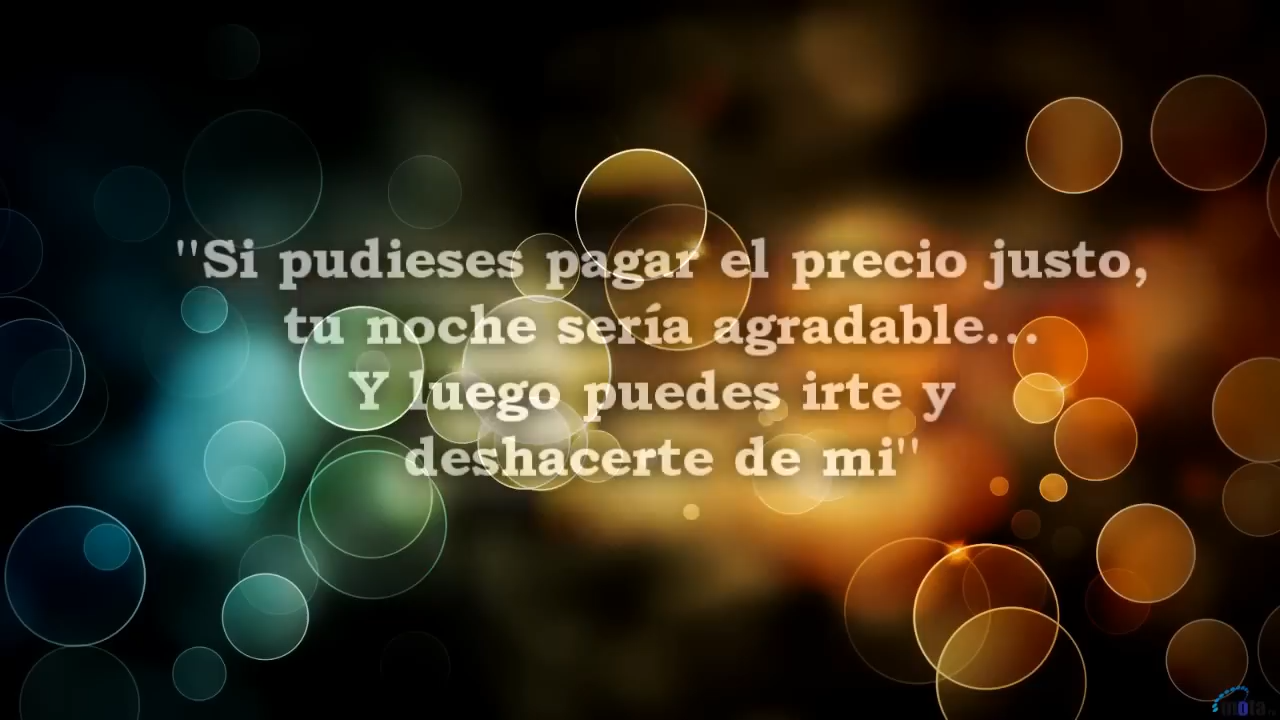 "Si pudieses pagar el precio justo,
tu noche sería agradable...
Y luego puedes irte y
deshacerte de mi"